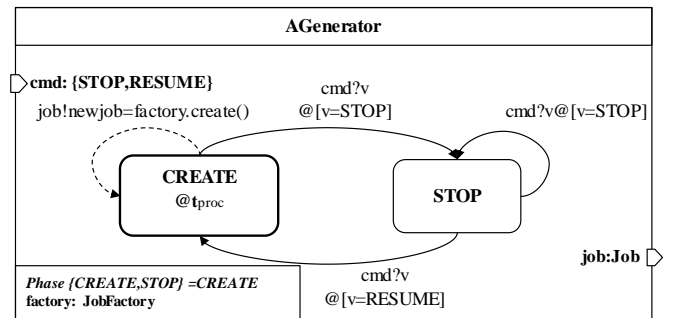 AGenerator
cmd: {STOP,RESUME}
job!newjob=factory.create()
cmd?v
@[v=STOP]
cmd?v@[v=STOP]
CREATE
@tproc
STOP
job:Job
cmd?v
@[v=RESUME]
Phase {CREATE,STOP} =CREATE
factory: JobFactory